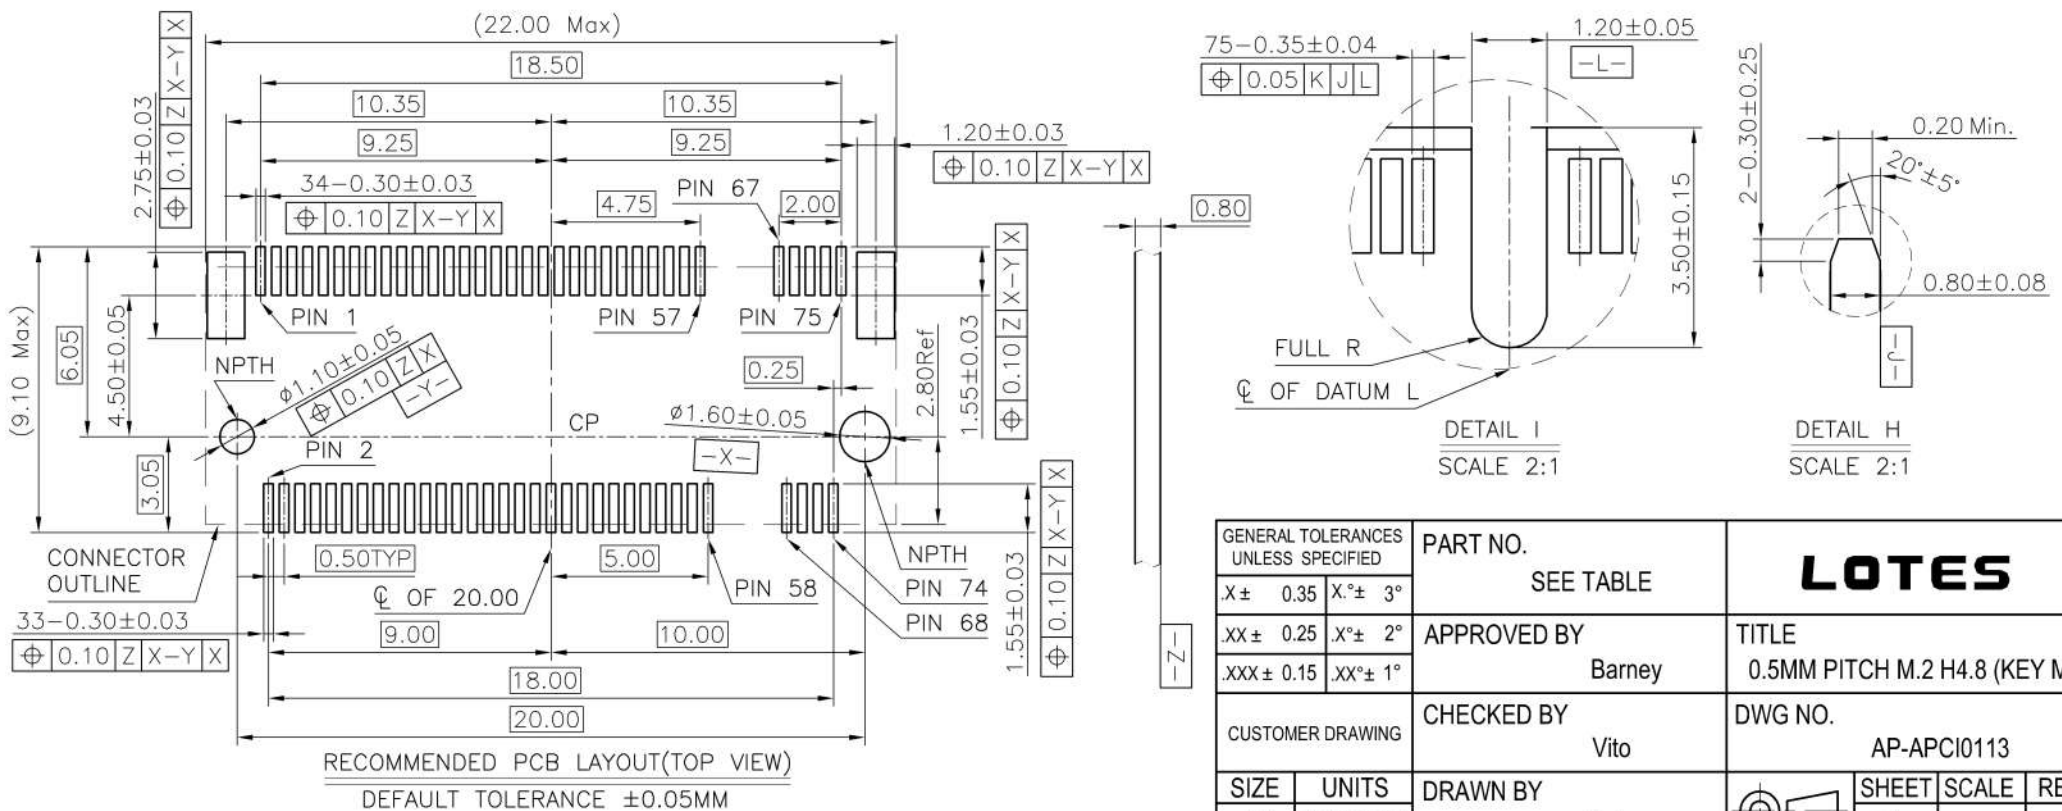 (22.00 Max)
18.50
10.35
10.35
9.25
9.25
2.75±0.03
⌖ 0.10 Z X-Y X
34-0.30±0.03
⌖ 0.10 Z X-Y X
PIN 67
4.75
2.00
1.20±0.03
⌖ 0.10 Z X-Y X
PIN 1
PIN 57
PIN 75
(9.10 Max)
6.05
4.50±0.05
3.05
NPTH
ø1.10±0.05
⌖ 0.10 Z X
-Y-
0.25
2.80Ref
1.55±0.03
⌖ 0.10 Z X-Y X
CP
ø1.60±0.05
-X-
PIN 2
CONNECTOR
OUTLINE
0.50TYP
5.00
℄ OF 20.00
PIN 58
NPTH
PIN 74
PIN 68
1.55±0.03
⌖ 0.10 Z X-Y X
33-0.30±0.03
⌖ 0.10 Z X-Y X
9.00
10.00
18.00
20.00
RECOMMENDED PCB LAYOUT(TOP VIEW)
DEFAULT TOLERANCE ±0.05MM
0.80
-Z-
75-0.35±0.04
⌖ 0.05 K J L
1.20±0.05
-L-
3.50±0.15
FULL R
℄ OF DATUM L
DETAIL I
SCALE 2:1
2-0.30±0.25
0.20 Min.
20°±5°
0.80±0.08
-J-
DETAIL H
SCALE 2:1
GENERAL TOLERANCES
UNLESS SPECIFIED
.X ± 0.35 X.°± 3°
.XX ± 0.25 .X°± 2°
.XXX ± 0.15 .XX°± 1°
CUSTOMER DRAWING
SIZE UNITS
PART NO.
SEE TABLE
APPROVED BY
Barney
CHECKED BY
Vito
DRAWN BY
LOTES
TITLE
0.5MM PITCH M.2 H4.8 (KEY M
DWG NO.
AP-APCI0113
SHEET SCALE RE